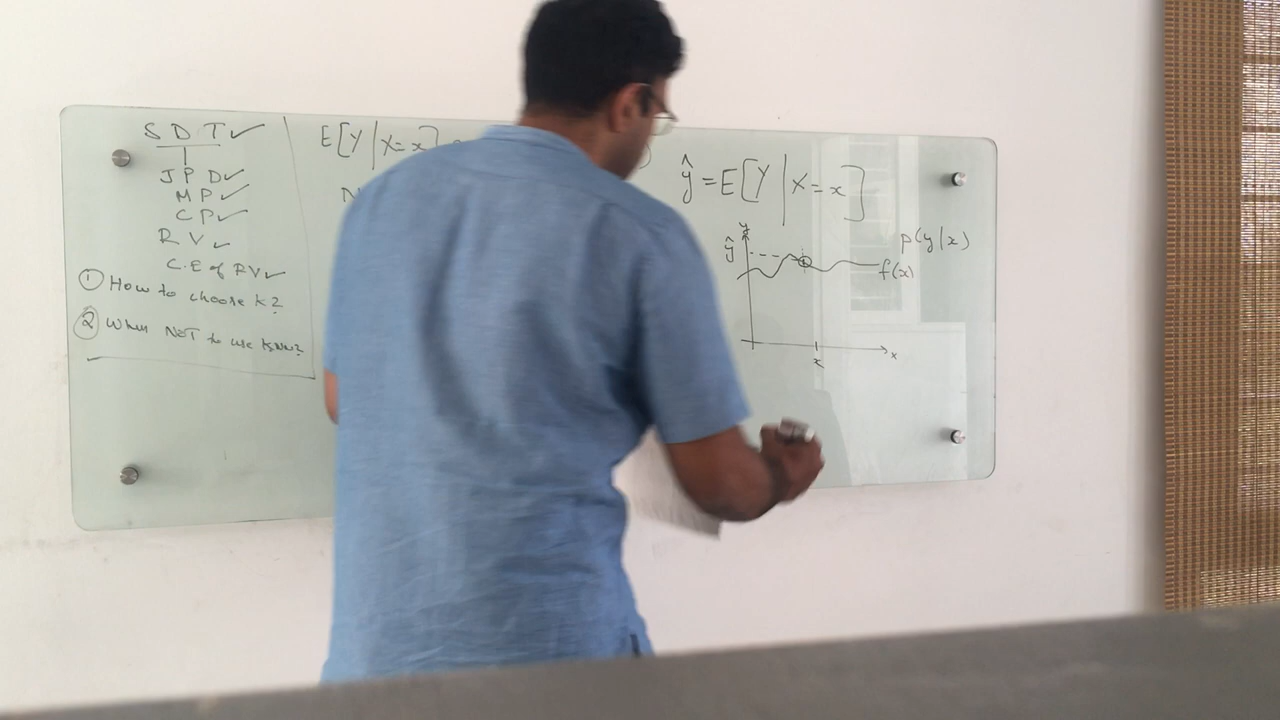 SDT ✓
JPD ✓
MP ✓
CP ✓
RV ✓
C.E of RV ✓
① How to choose K?
② When NOT to use KNN?
E[Y|X=x]
N
ŷ = E[Y|X=x]
y
ŷ
p(y|x)
f(x)
x
x